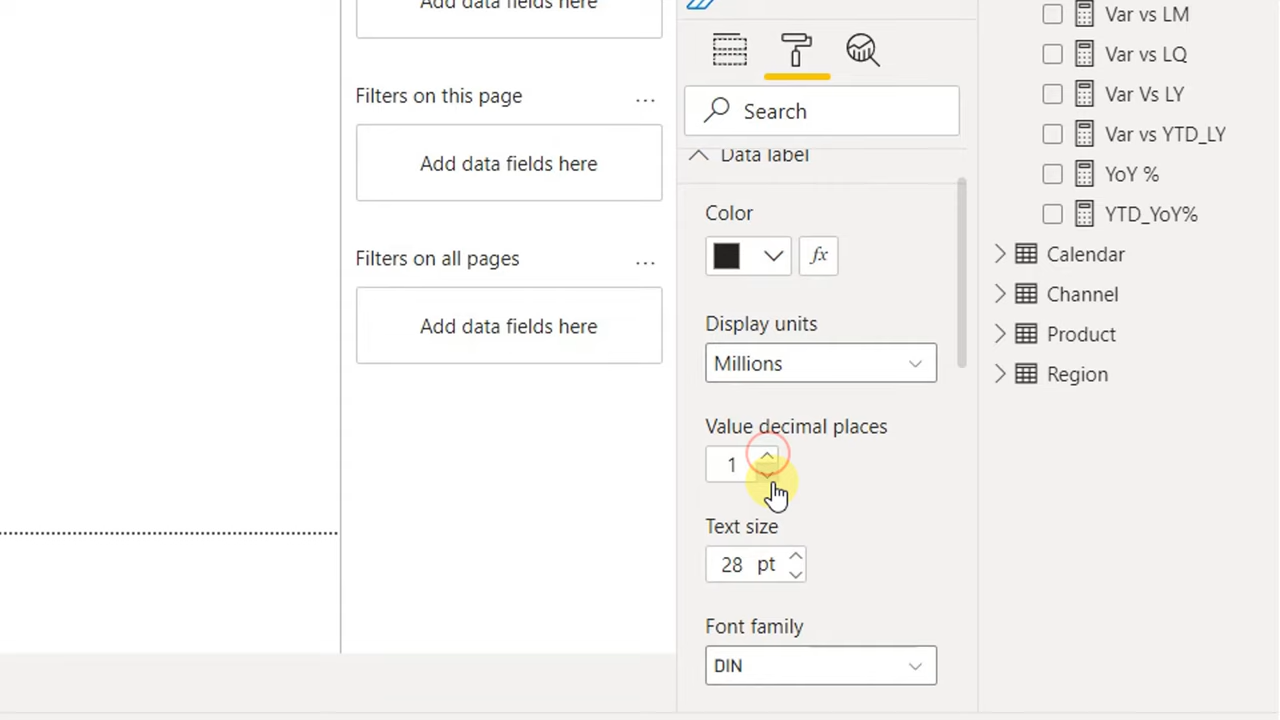 Add data fields here
Filters on this page
...
Add data fields here
Filters on all pages
...
Add data fields here
Search
Data label
Color
fx
Display units
Millions
Value decimal places
1
Text size
28 pt
Font family
DIN
Var vs LM
Var vs LQ
Var Vs LY
Var vs YTD_LY
YoY %
YTD_YoY%
Calendar
Channel
Product
Region